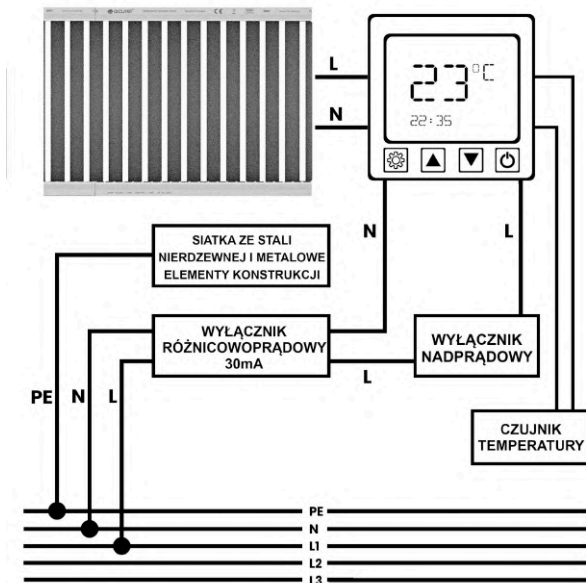 L
N
23°C
22:35
N
L
SIATKA ZE STALI
NIERDZEWNEJ I METALOWE
ELEMENTY KONSTRUKCJI
WYŁĄCZNIK
RÓŻNICOWOPRĄDOWY
30mA
WYŁĄCZNIK
NADPRĄDOWY
L
PE
N
L
CZUJNIK
TEMPERATURY
PE
N
L1
L2
L3